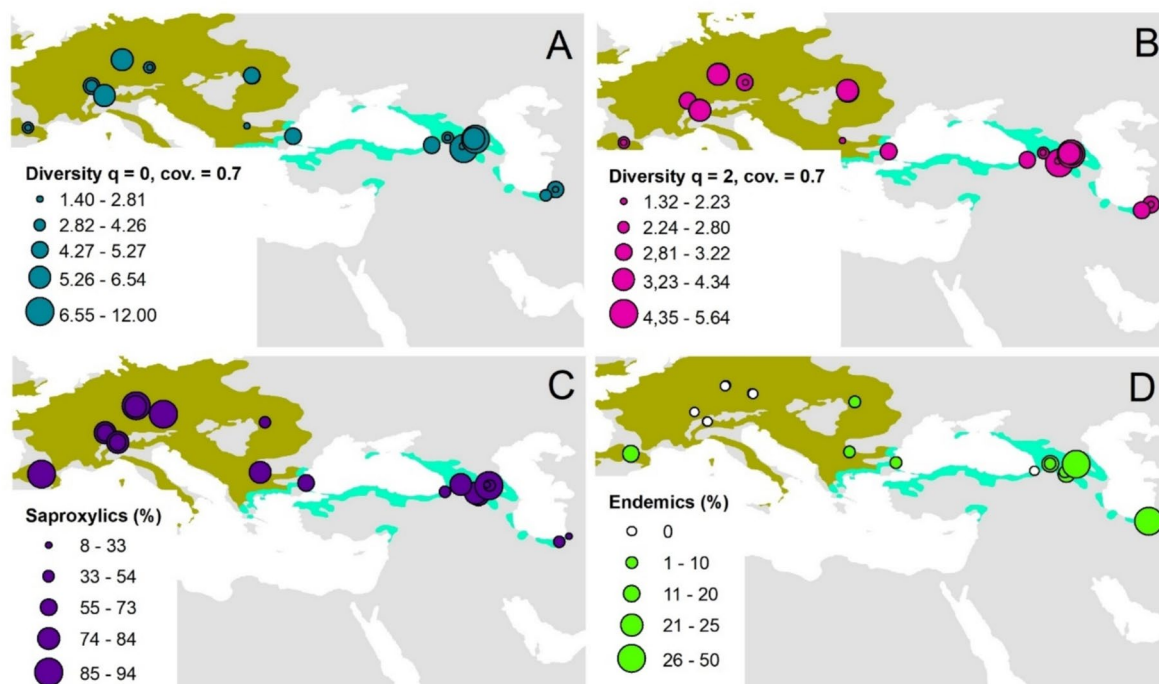 A
Diversity q = 0, cov. = 0.7
1.40 - 2.81
2.82 - 4.26
4.27 - 5.27
5.26 - 6.54
6.55 - 12.00
B
Diversity q = 2, cov. = 0.7
1.32 - 2.23
2.24 - 2.80
2,81 - 3.22
3,23 - 4.34
4,35 - 5.64
C
Saproxylics (%)
8 - 33
33 - 54
55 - 73
74 - 84
85 - 94
D
Endemics (%)
0
1 - 10
11 - 20
21 - 25
26 - 50